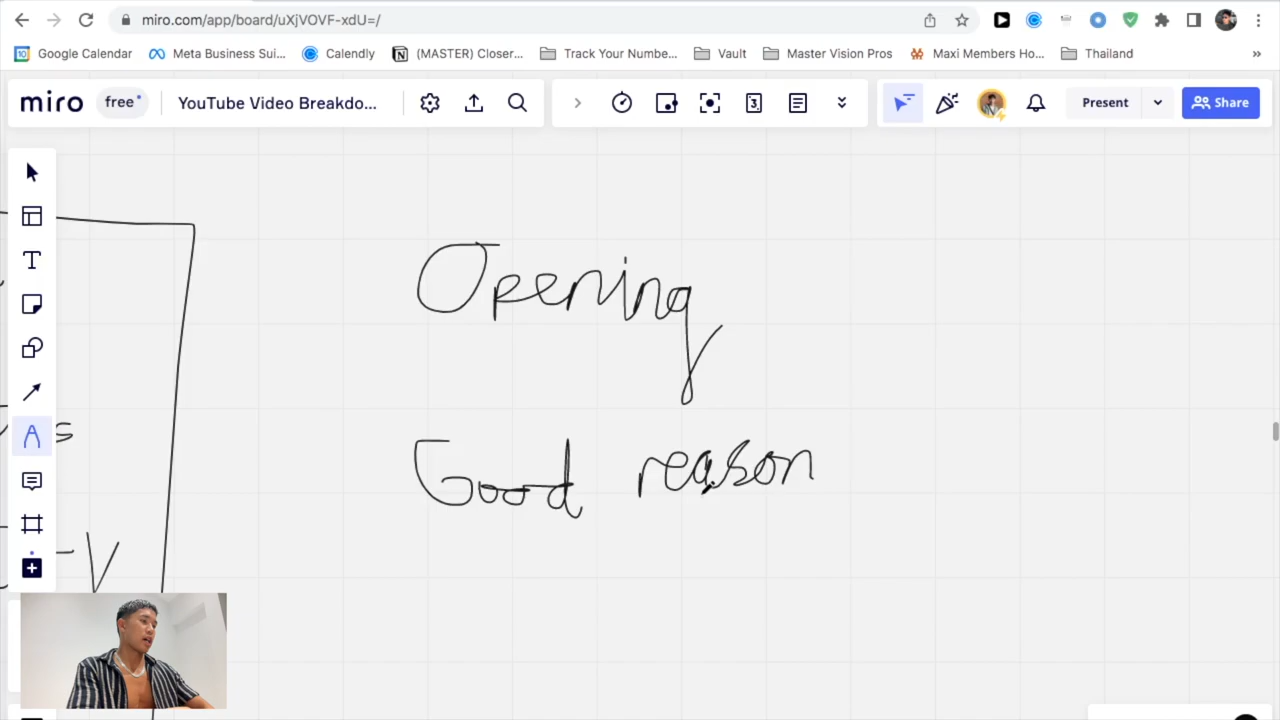 miro.com/app/board/uXjVOVF-xdU=/
10 Google Calendar Meta Business Sui... Calendly (MASTER) Closer... Track Your Numbe... Vault Master Vision Pros Maxi Members Ho... Thailand »
miro free YouTube Video Breakdo... 3 Present Share
T
Opening
s
Good reason
-V